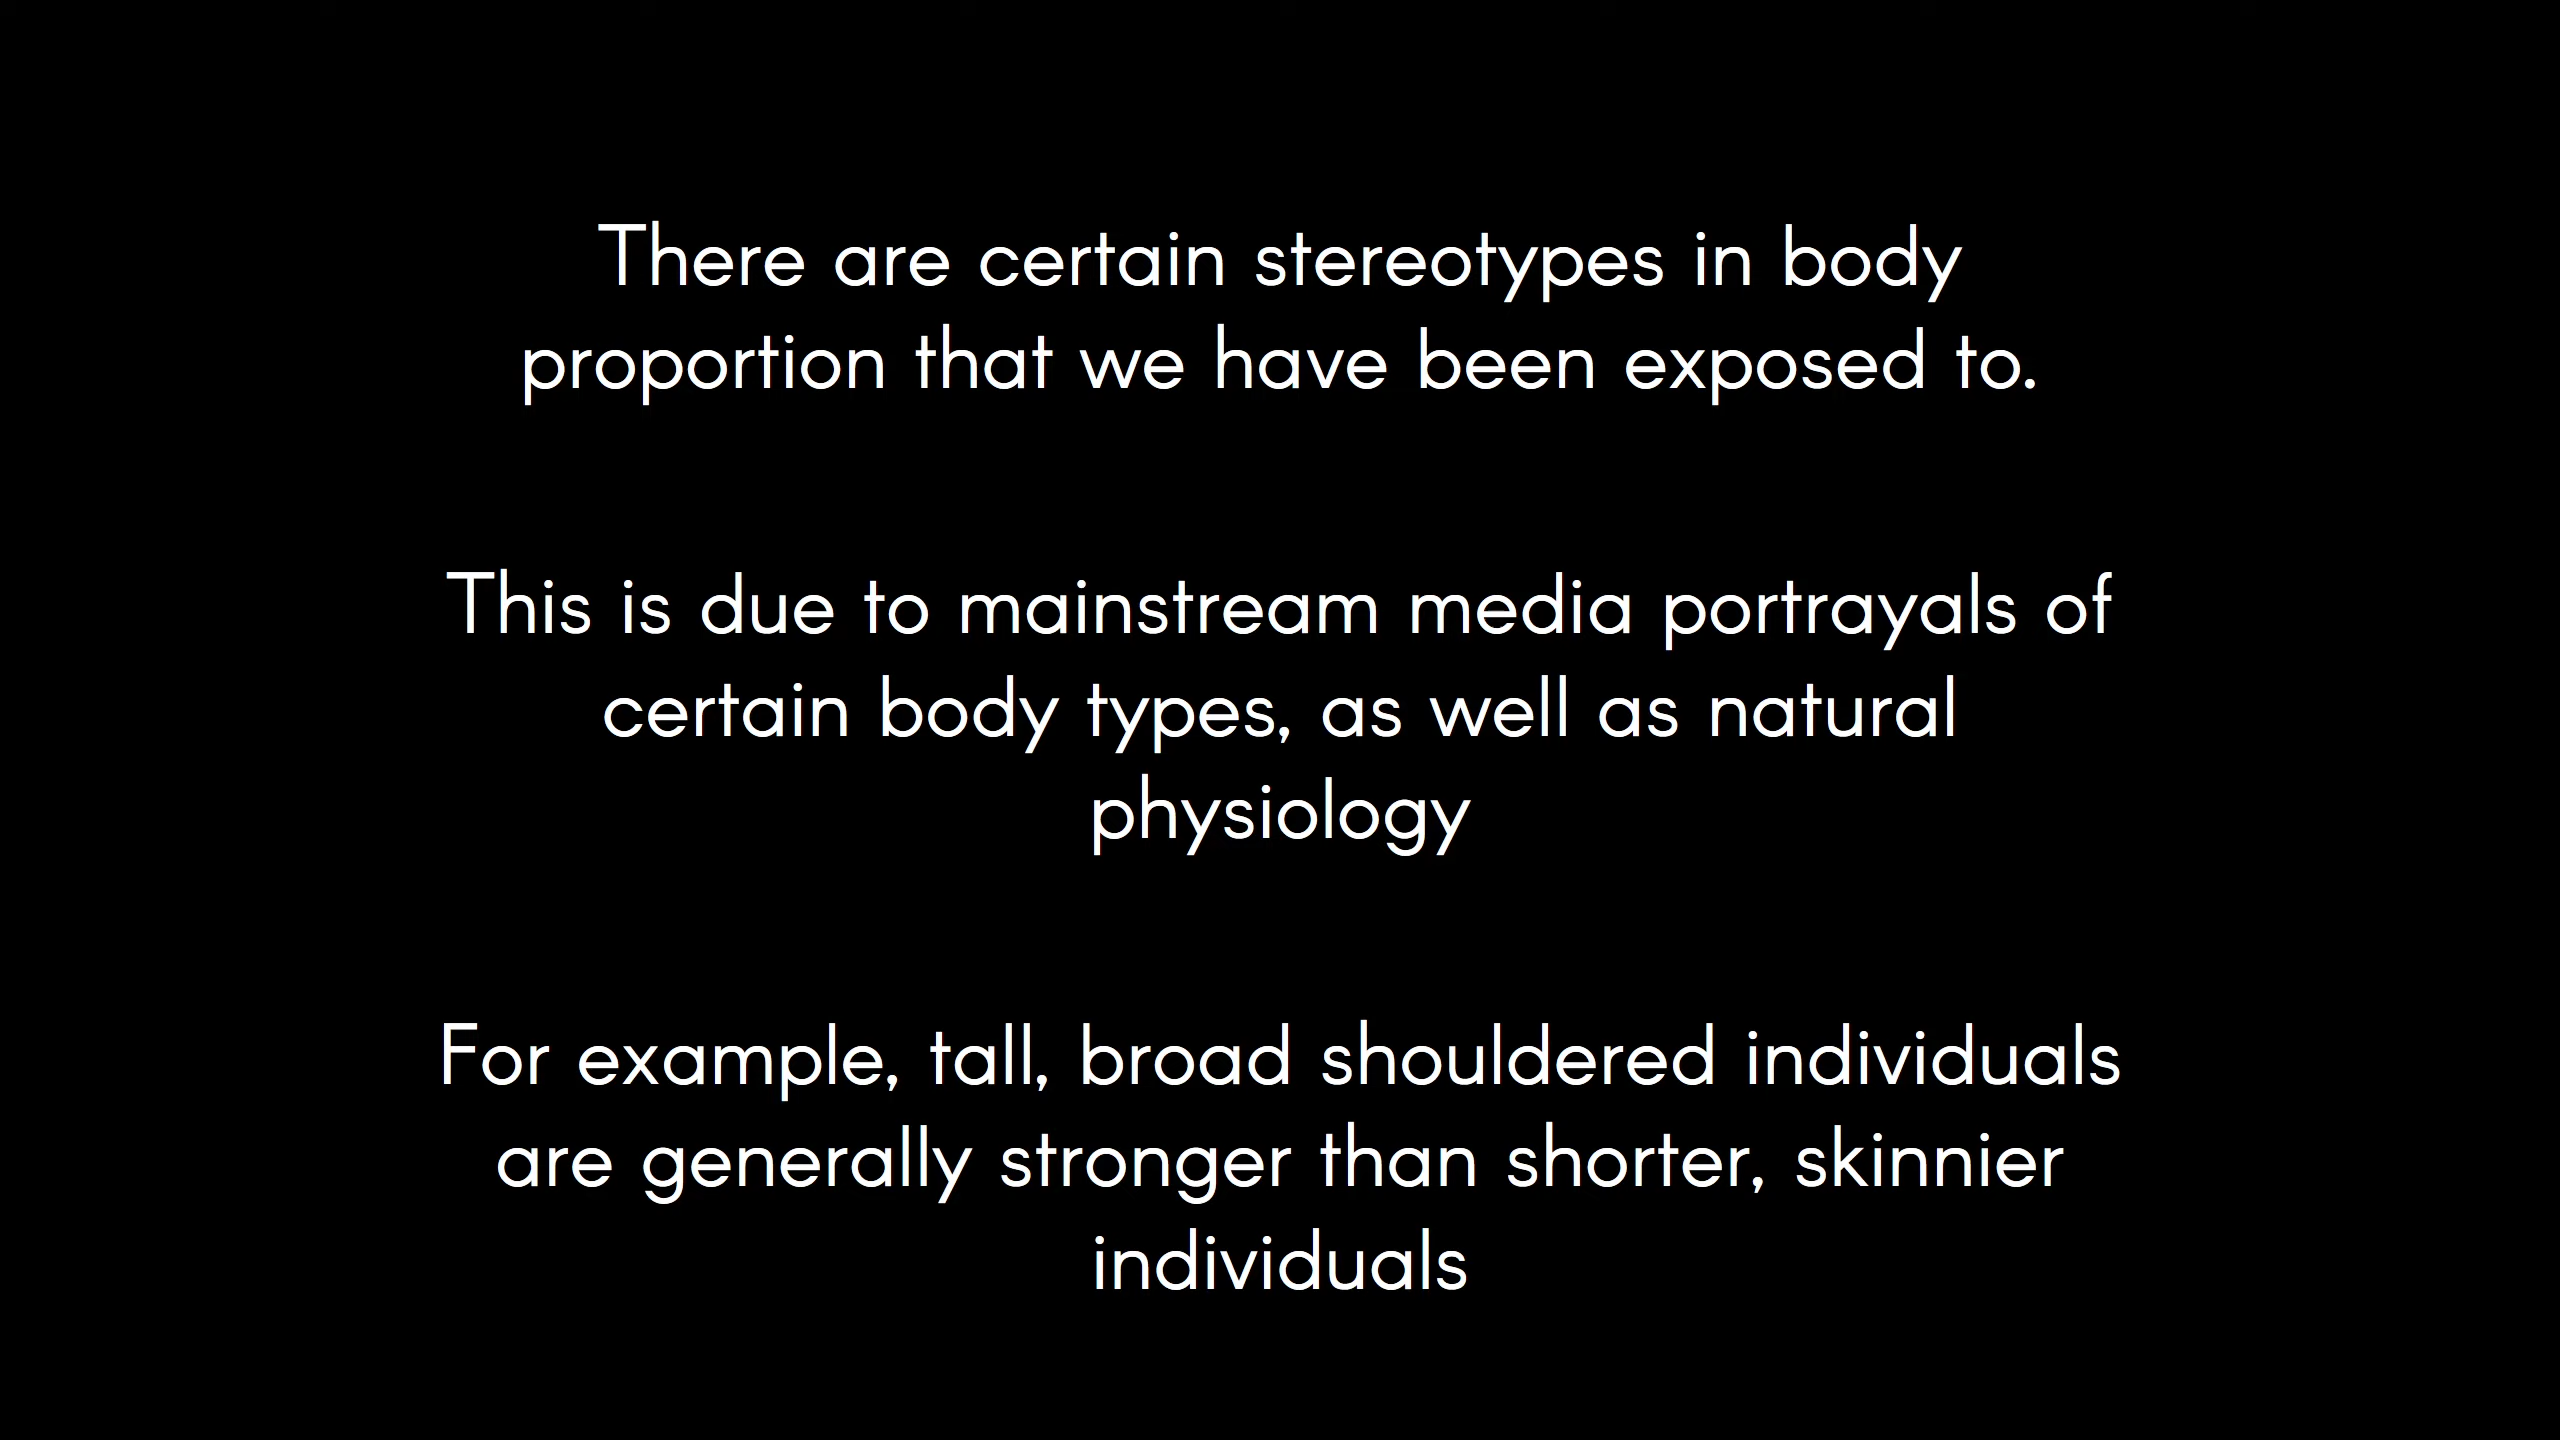 There are certain stereotypes in body
proportion that we have been exposed to.
This is due to mainstream media portrayals of
certain body types, as well as natural
physiology
For example, tall, broad shouldered individuals
are generally stronger than shorter, skinnier
individuals